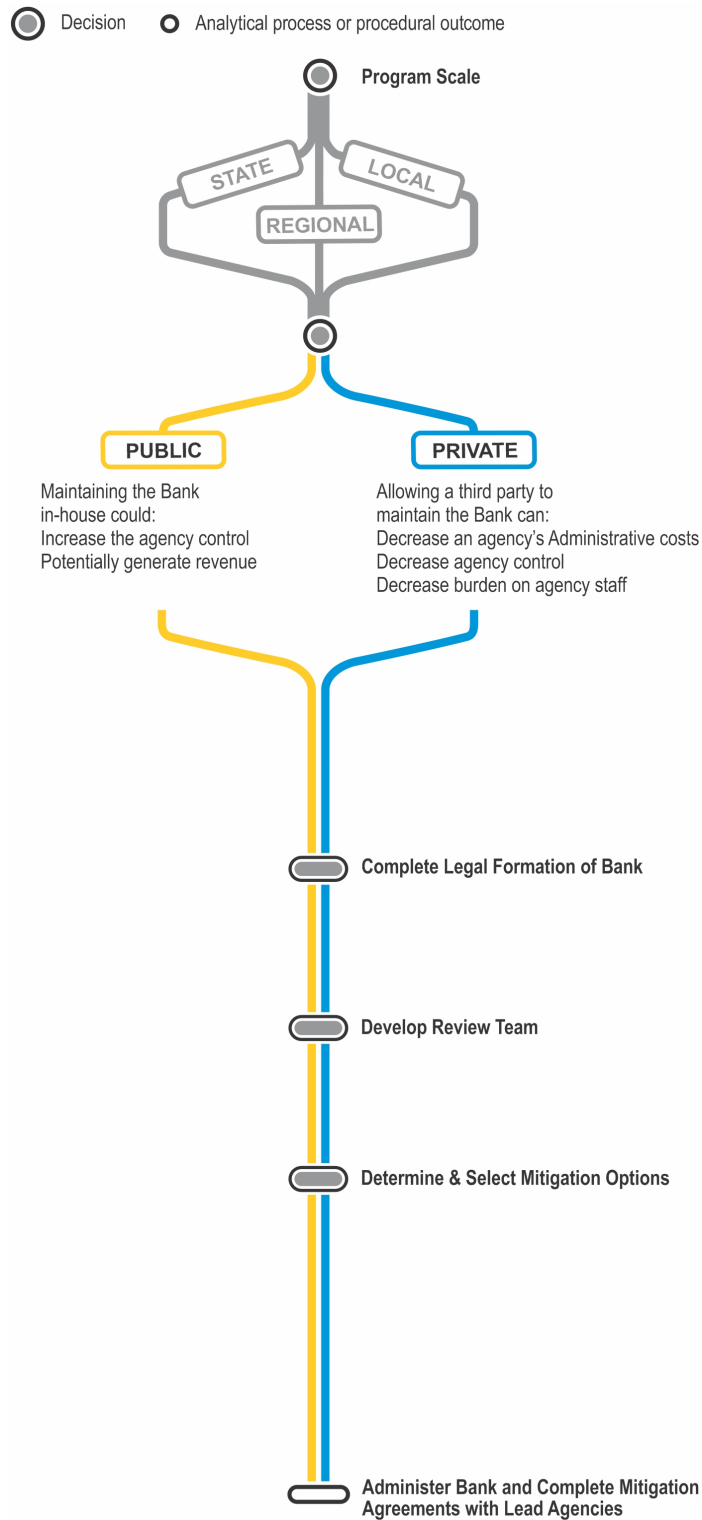 Decision
Analytical process or procedural outcome
Program Scale
STATE
LOCAL
REGIONAL
PUBLIC
Maintaining the Bank
in-house could:
Increase the agency control
Potentially generate revenue
PRIVATE
Allowing a third party to
maintain the Bank can:
Decrease an agency's Administrative costs
Decrease agency control
Decrease burden on agency staff
Complete Legal Formation of Bank
Develop Review Team
Determine & Select Mitigation Options
Administer Bank and Complete Mitigation
Agreements with Lead Agencies